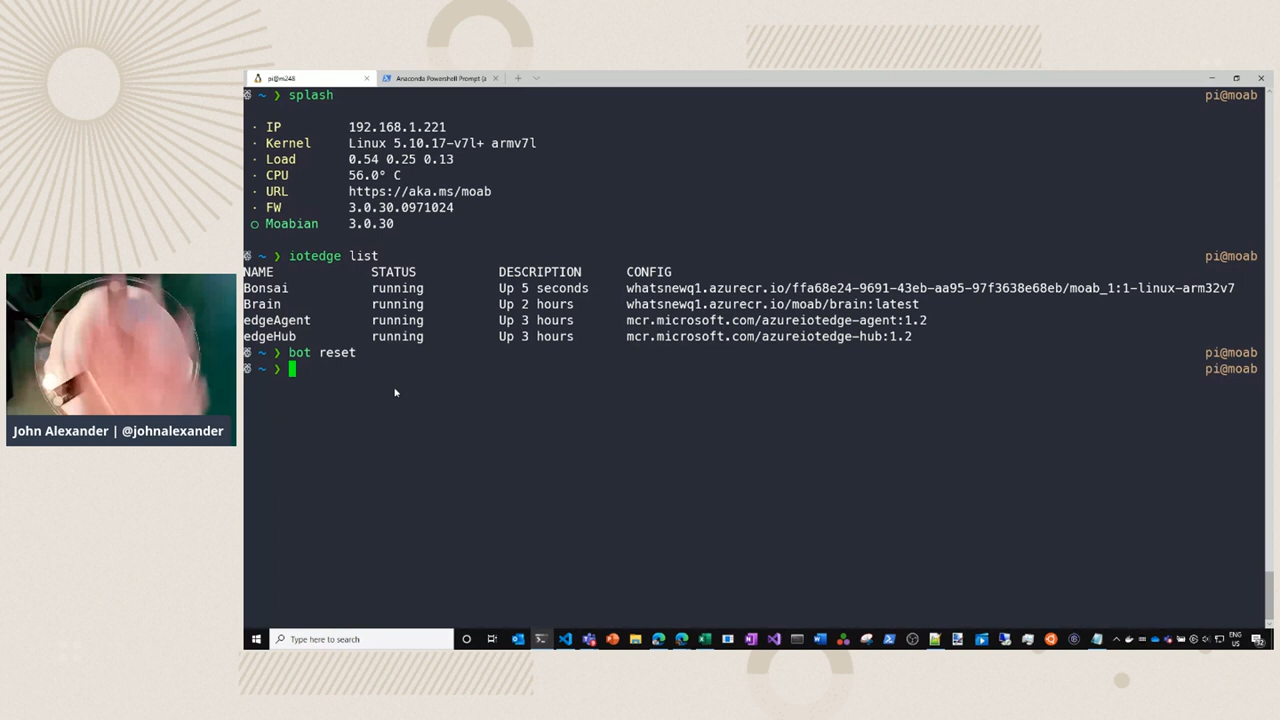 pi@m248
Anaconda Powershell Prompt (a
~ ❯ splash pi@moab
· IP 192.168.1.221
· Kernel Linux 5.10.17-v7l+ armv7l
· Load 0.54 0.25 0.13
· CPU 56.0° C
· URL https://aka.ms/moab
· FW 3.0.30.0971024
○ Moabian 3.0.30
~ ❯ iotedge list pi@moab
NAME STATUS DESCRIPTION CONFIG
Bonsai running Up 5 seconds whatsnewq1.azurecr.io/ffa68e24-9691-43eb-aa95-97f3638e68eb/moab_1:1-linux-arm32v7
Brain running Up 2 hours whatsnewq1.azurecr.io/moab/brain:latest
edgeAgent running Up 3 hours mcr.microsoft.com/azureiotedge-agent:1.2
edgeHub running Up 3 hours mcr.microsoft.com/azureiotedge-hub:1.2
~ ❯ bot reset pi@moab
~ ❯ pi@moab
John Alexander | @johnalexander
Type here to search
ENG
US